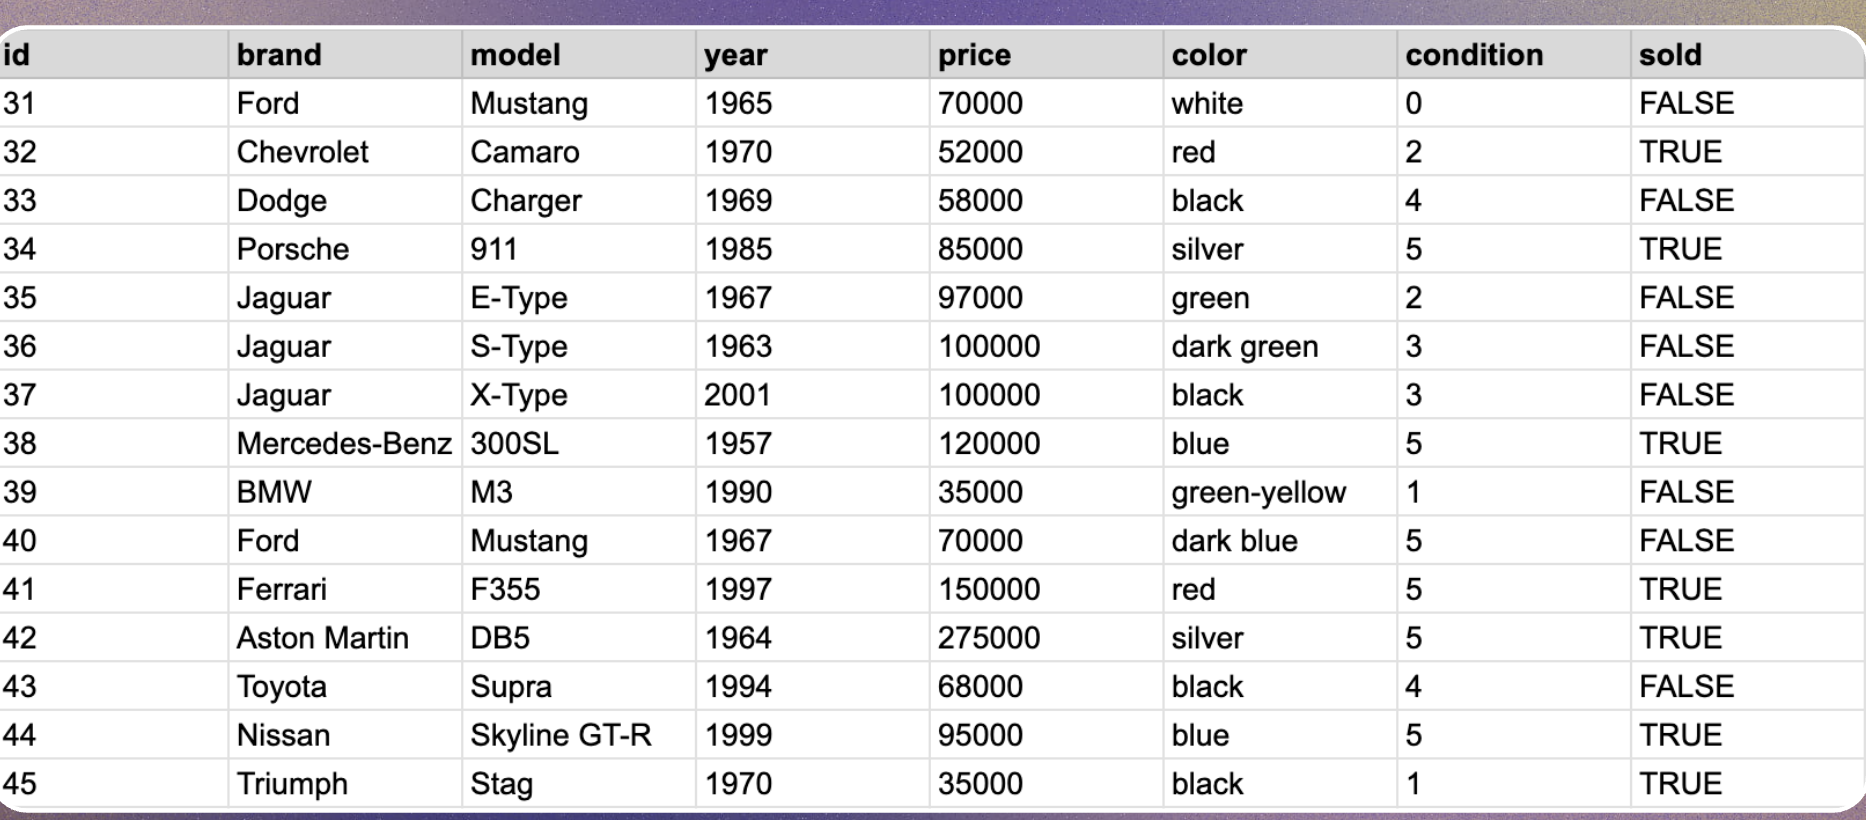 id brand model year price color condition sold
31 Ford Mustang 1965 70000 white 0 FALSE
32 Chevrolet Camaro 1970 52000 red 2 TRUE
33 Dodge Charger 1969 58000 black 4 FALSE
34 Porsche 911 1985 85000 silver 5 TRUE
35 Jaguar E-Type 1967 97000 green 2 FALSE
36 Jaguar S-Type 1963 100000 dark green 3 FALSE
37 Jaguar X-Type 2001 100000 black 3 FALSE
38 Mercedes-Benz 300SL 1957 120000 blue 5 TRUE
39 BMW M3 1990 35000 green-yellow 1 FALSE
40 Ford Mustang 1967 70000 dark blue 5 FALSE
41 Ferrari F355 1997 150000 red 5 TRUE
42 Aston Martin DB5 1964 275000 silver 5 TRUE
43 Toyota Supra 1994 68000 black 4 FALSE
44 Nissan Skyline GT-R 1999 95000 blue 5 TRUE
45 Triumph Stag 1970 35000 black 1 TRUE